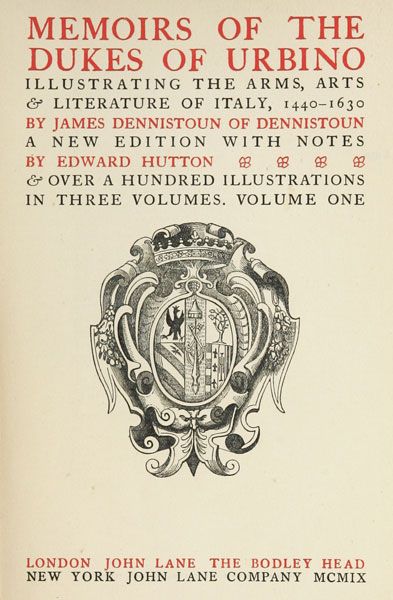 MEMOIRS OF THE
DUKES OF URBINO
ILLUSTRATING THE ARMS, ARTS
& LITERATURE OF ITALY, 1440–1630
BY JAMES DENNISTOUN OF DENNISTOUN
A NEW EDITION WITH NOTES
BY EDWARD HUTTON
& OVER A HUNDRED ILLUSTRATIONS
IN THREE VOLUMES. VOLUME ONE
LONDON JOHN LANE THE BODLEY HEAD
NEW YORK JOHN LANE COMPANY MCMIX